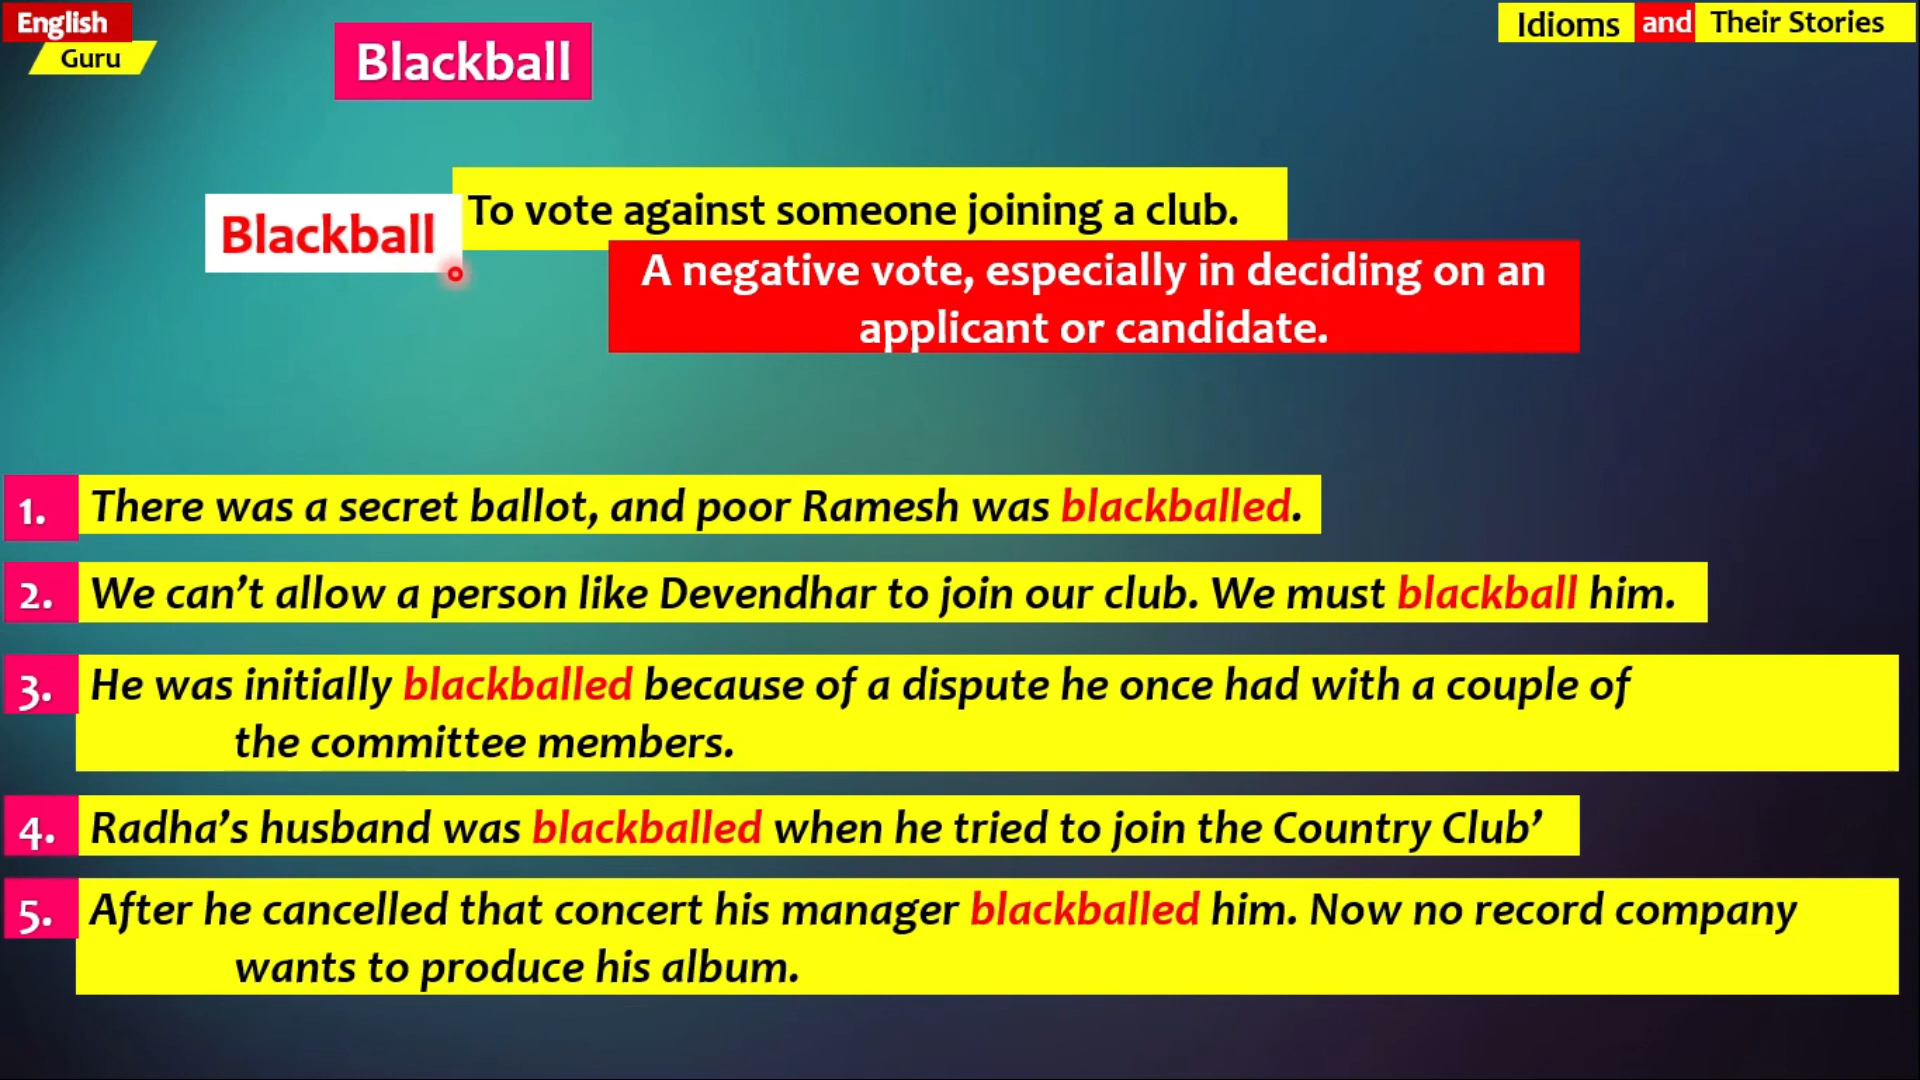 English
Guru
Idioms and Their Stories
Blackball
To vote against someone joining a club.
Blackball
A negative vote, especially in deciding on an
applicant or candidate.
1. There was a secret ballot, and poor Ramesh was blackballed.
2. We can’t allow a person like Devendhar to join our club. We must blackball him.
3. He was initially blackballed because of a dispute he once had with a couple of
the committee members.
4. Radha’s husband was blackballed when he tried to join the Country Club’
5. After he cancelled that concert his manager blackballed him. Now no record company
wants to produce his album.